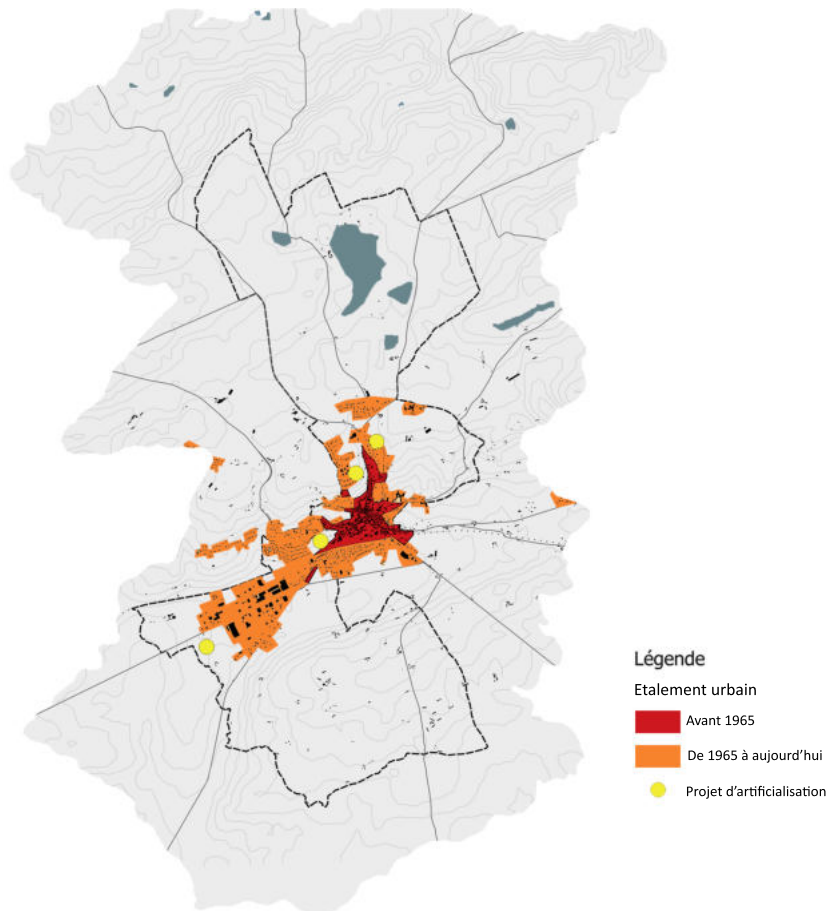 Légende
Etalement urbain
Avant 1965
De 1965 à aujourd’hui
Projet d’artificialisation